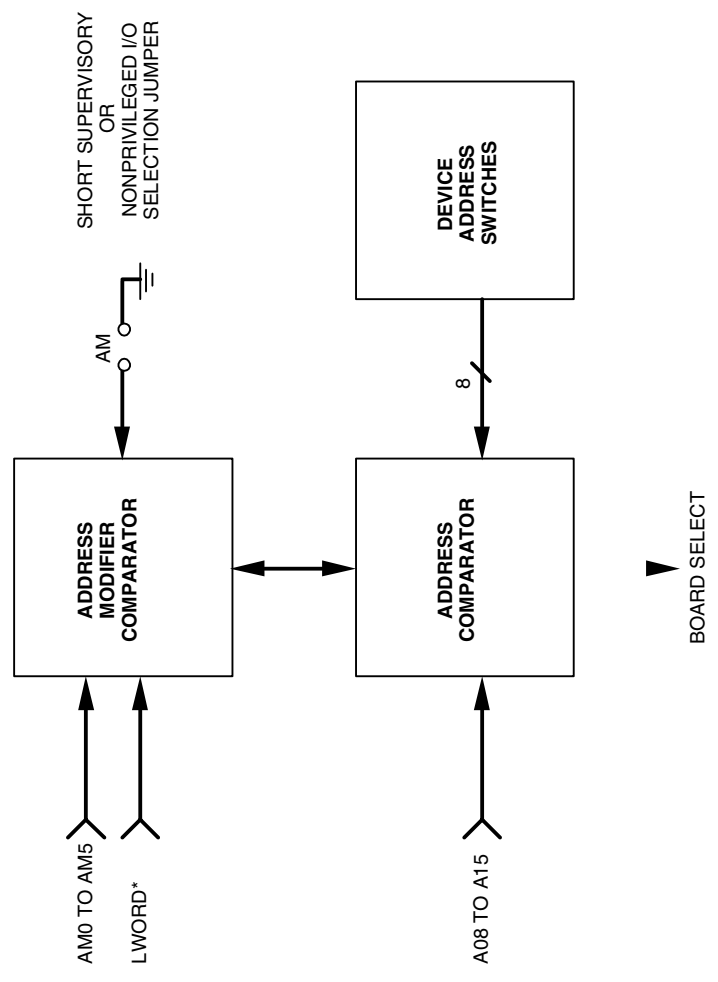 SHORT SUPERVISORY
OR
NONPRIVILEGED I/O
SELECTION JUMPER
AM
ADDRESS
MODIFIER
COMPARATOR
AM0 TO AM5
LWORD*
DEVICE
ADDRESS
SWITCHES
8
ADDRESS
COMPARATOR
A08 TO A15
BOARD SELECT